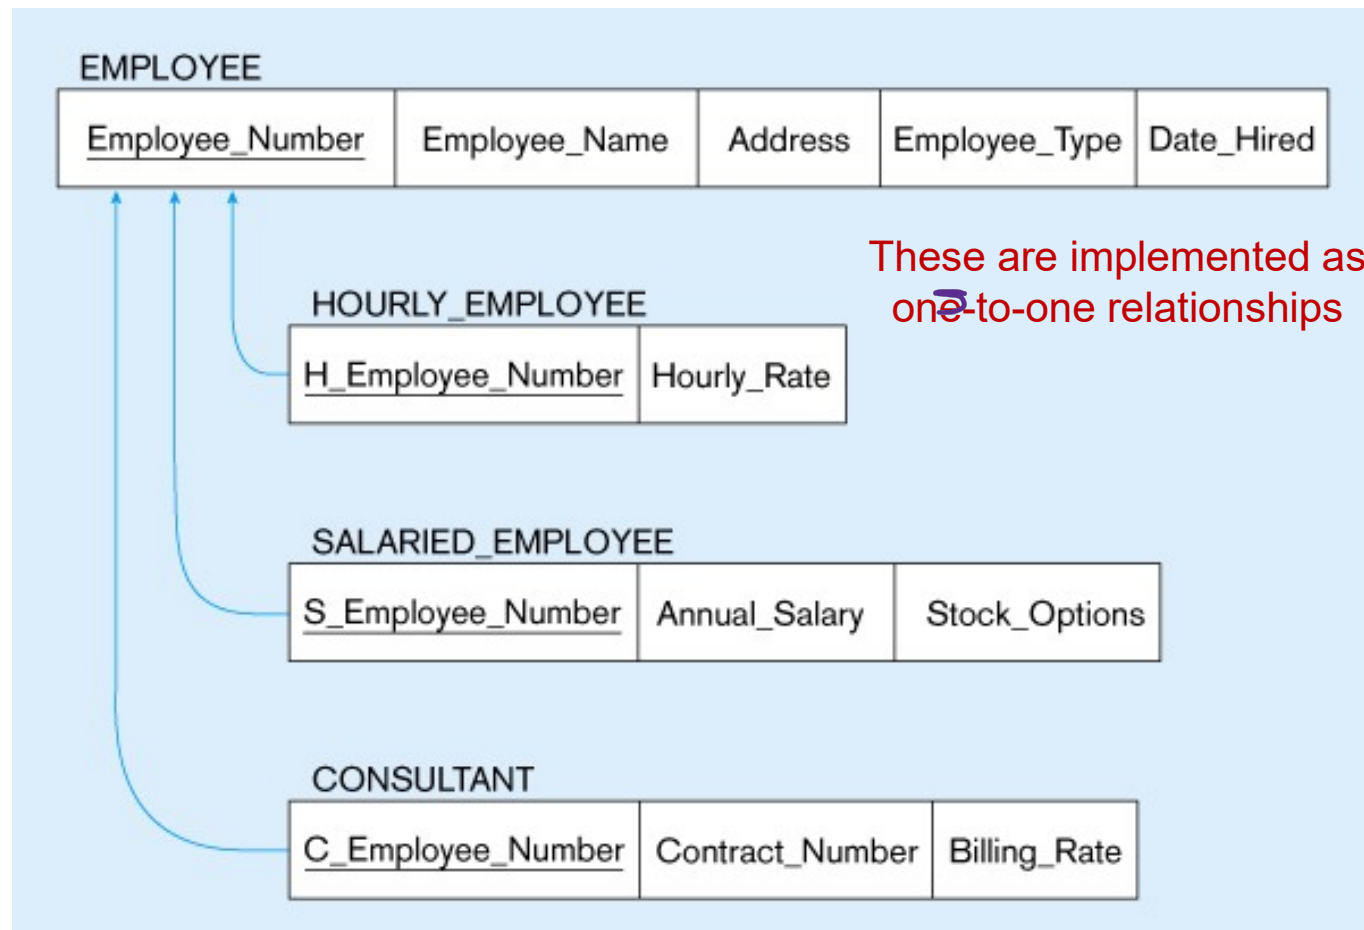 EMPLOYEE
Employee_Number Employee_Name Address Employee_Type Date_Hired
These are implemented as
one-to-one relationships
HOURLY_EMPLOYEE
H_Employee_Number Hourly_Rate
SALARIED_EMPLOYEE
S_Employee_Number Annual_Salary Stock_Options
CONSULTANT
C_Employee_Number Contract_Number Billing_Rate